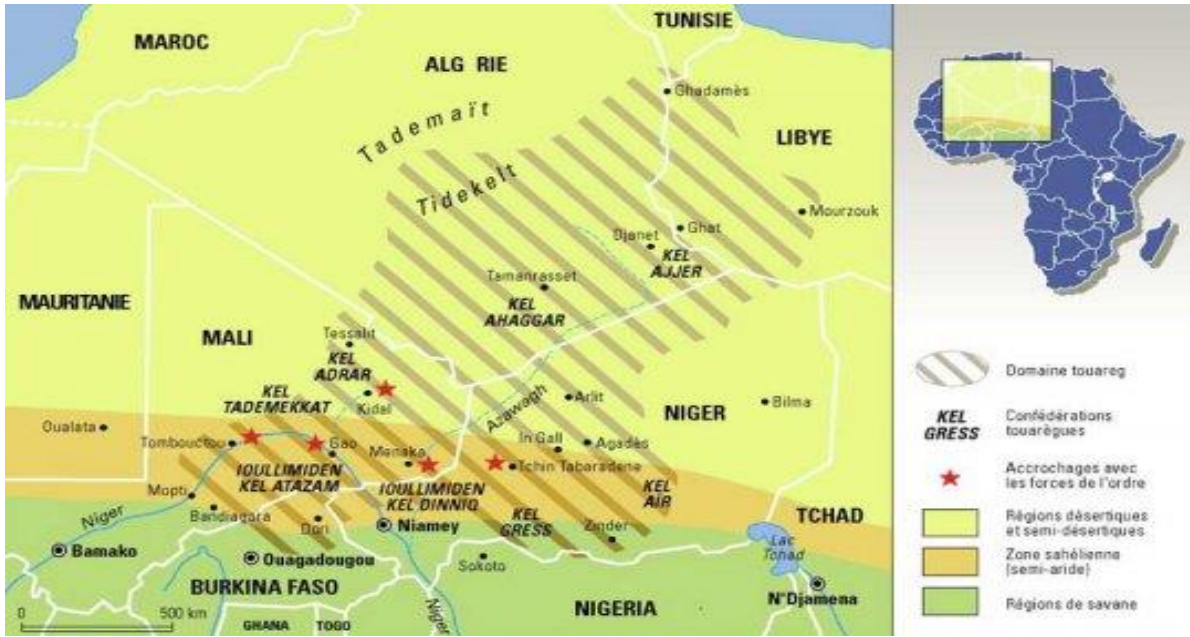 MAROC
TUNISIE
ALG RIE
Ghadamès
Tademaït
LIBYE
Tidekelt
Mourzouk
Djanet
Ghat
KEL
AJJER
Tamanrasset
KEL
AHAGGAR
MAURITANIE
MALI
Tessalit
KEL
ADRAR
KEL
TADEMEKKAT
Kidal
Azawagh
Arlit
NIGER
Bilma
Oualata
Tombouctou
Gao
Menaka
In Gall
Agadès
Tchin Tabaradene
IOULLIMIDEN
KEL ATAZAM
IOULLIMIDEN
KEL DINNIQ
KEL
AÏR
Mopti
Niger
Bandiagara
Dori
Niamey
KEL
GRESS
Zinder
TCHAD
Lac
Tchad
Bamako
Ouagadougou
Sokoto
BURKINA FASO
Niger
NIGERIA
N'Djamena
0
500 km
GHANA
TOGO
Domaine touareg
KEL
GRESS
Confédérations
touarègues
Accrochages avec
les forces de l'ordre
Régions désertiques
et semi-désertiques
Zone sahélienne
(semi-aride)
Régions de savane